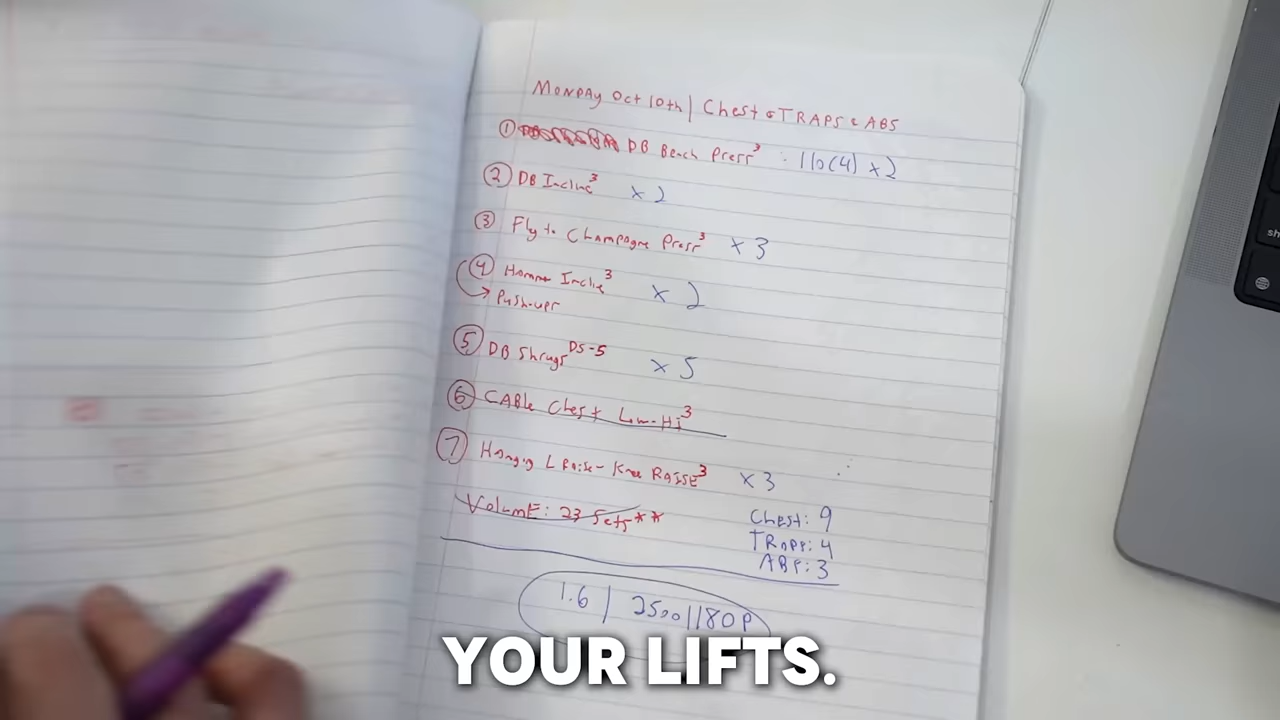 MONDAY Oct 10th | Chest & TRAPS & ABS
① DB Bench Press³ : 110(4) x 2
② DB Incline³ x 2
③ Fly to Champagne Press³ x 3
④ Hammer Incline³ x 2
→ Push-ups
⑤ DB Shrugs DS-5 x 5
⑥ CABle Chest Low-Hi³
⑦ Hanging L Raise - Knee RAISE³ x 3
Volume: 23 Sets**
Chest: 9
TRaps: 4
ABS: 3
1.6 | 2500 | 180P
YOUR LIFTS.
sh